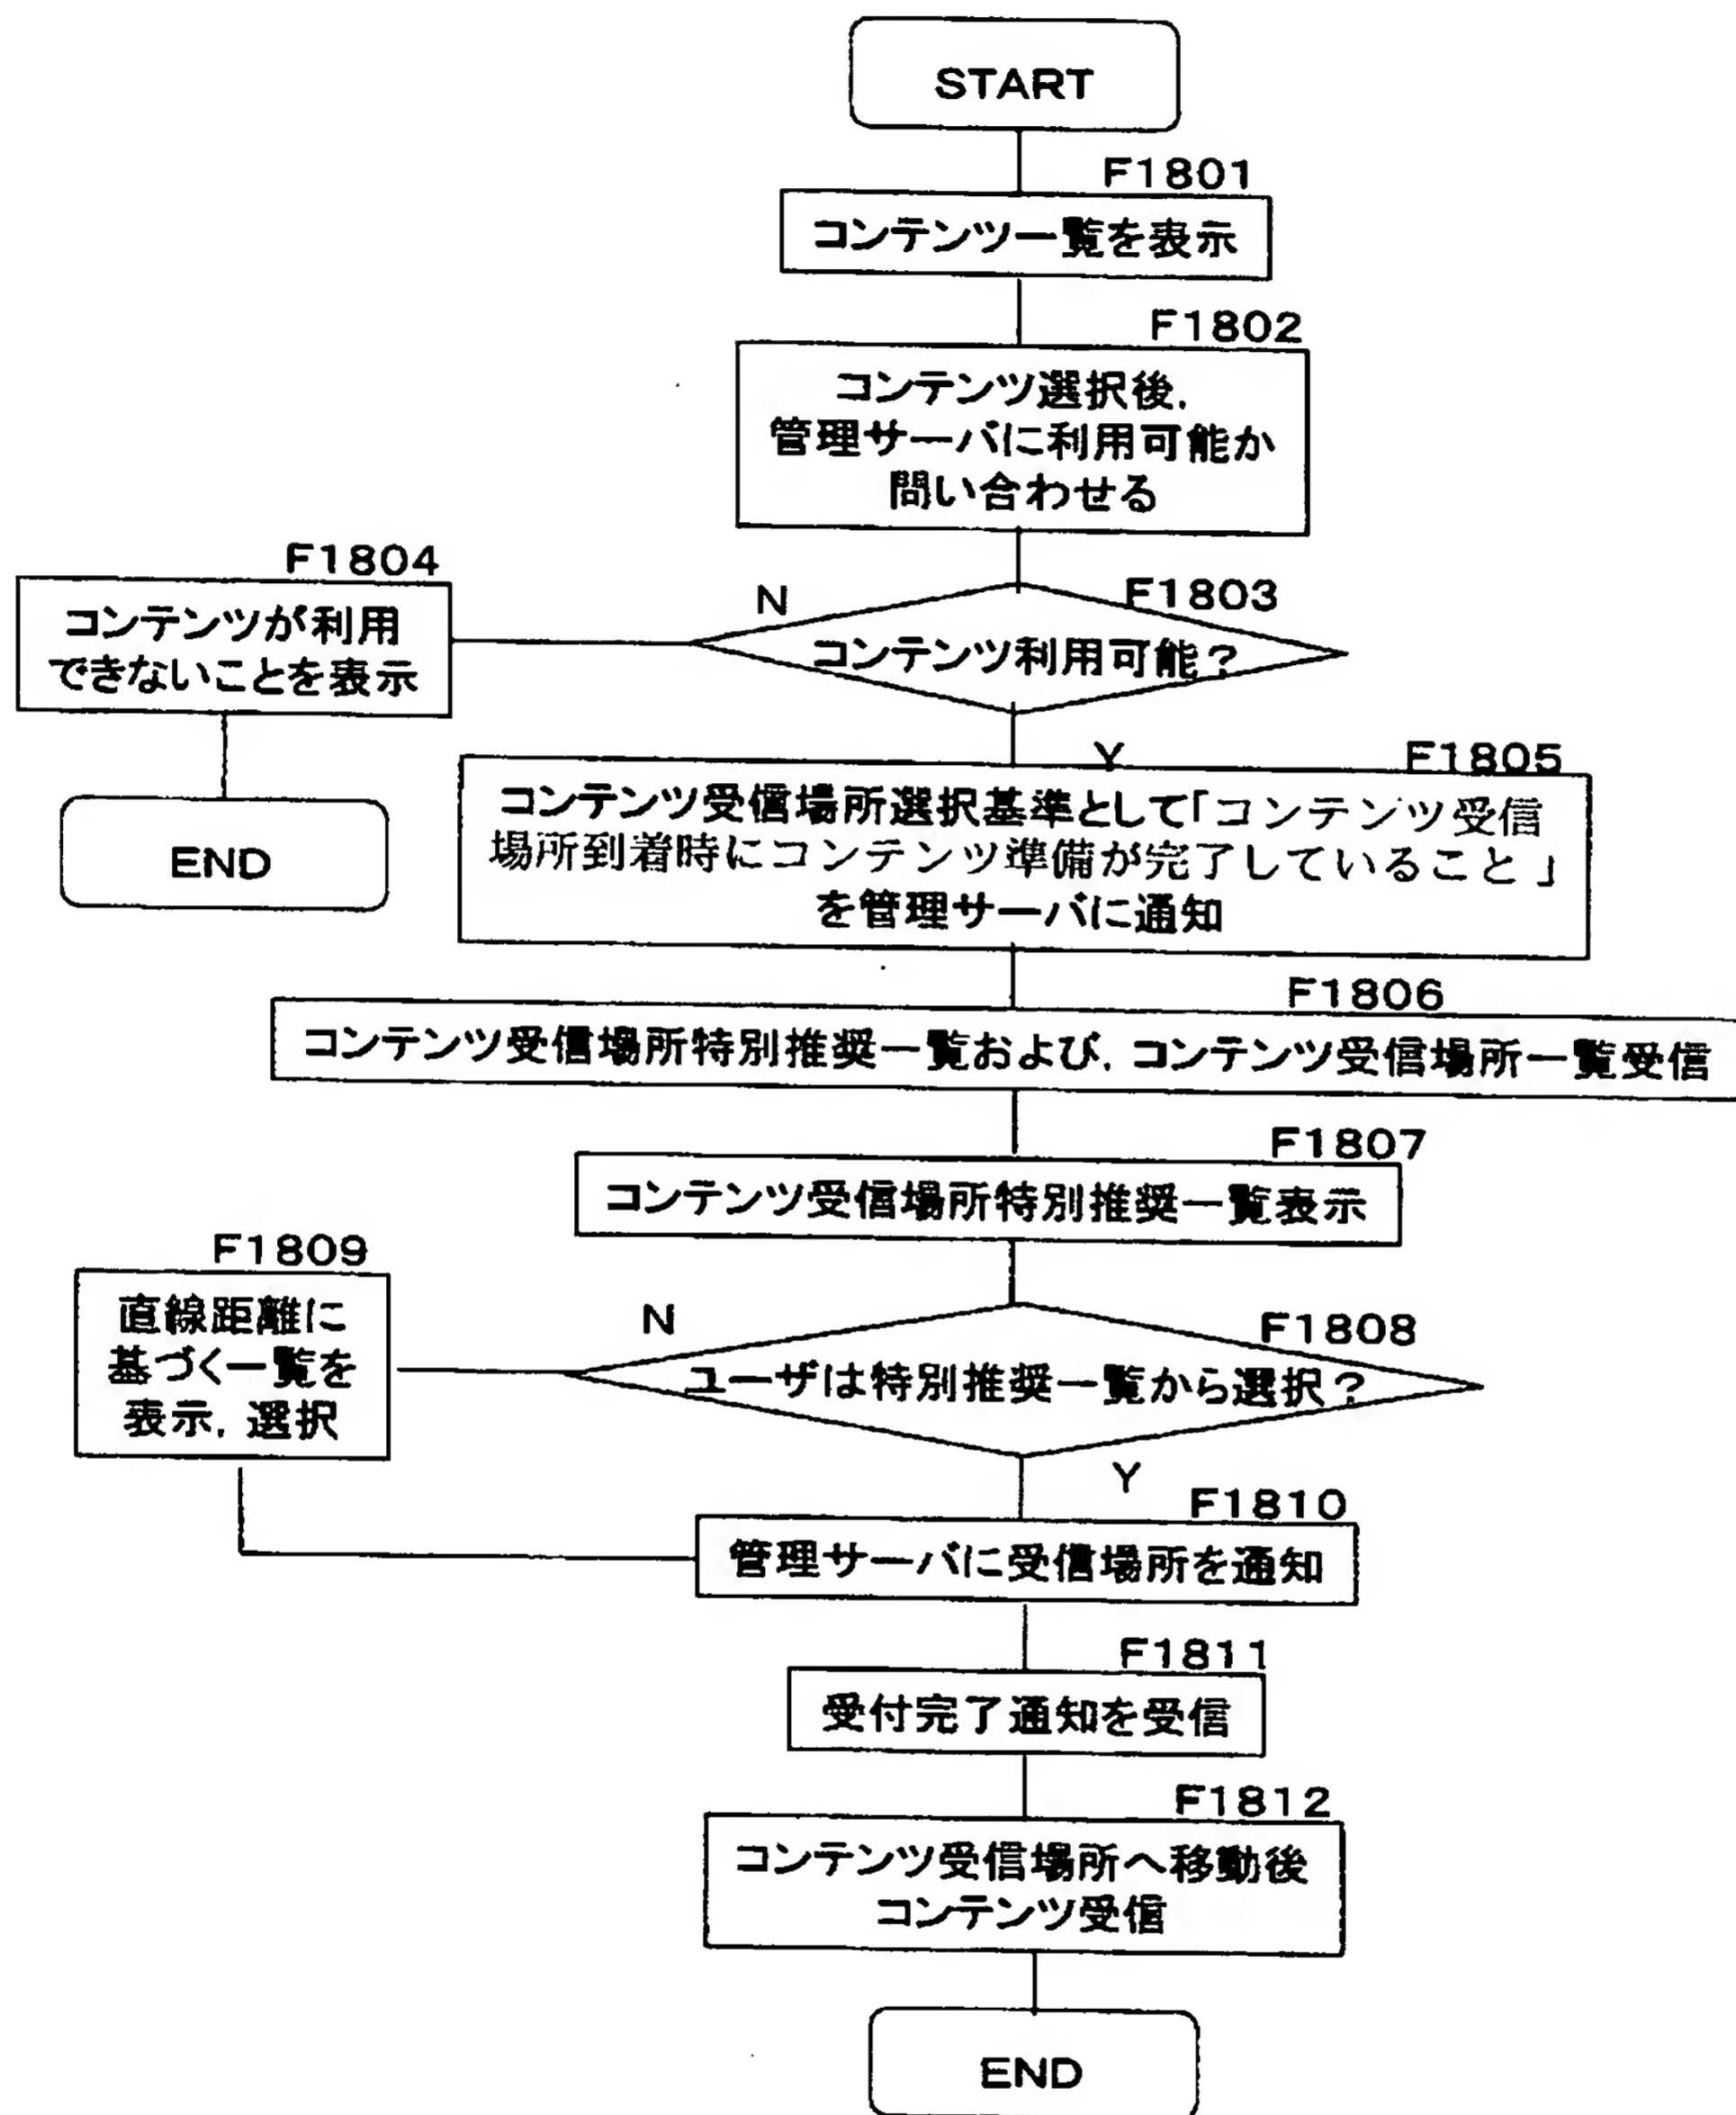 START
F1801
コンテンツ一覧を表示
F1802
コンテンツ選択後,
管理サーバに利用可能か
問い合わせる
F1803
コンテンツ利用可能?
N
F1804
コンテンツが利用
できないことを表示
END
Y
F1805
コンテンツ受信場所選択基準として「コンテンツ受信
場所到着時にコンテンツ準備が完了していること」
を管理サーバに通知
F1806
コンテンツ受信場所特別推奨一覧および, コンテンツ受信場所一覧受信
F1807
コンテンツ受信場所特別推奨一覧表示
F1808
ユーザは特別推奨一覧から選択?
N
F1809
直線距離に
基づく一覧を
表示, 選択
Y
F1810
管理サーバに受信場所を通知
F1811
受付完了通知を受信
F1812
コンテンツ受信場所へ移動後
コンテンツ受信
END